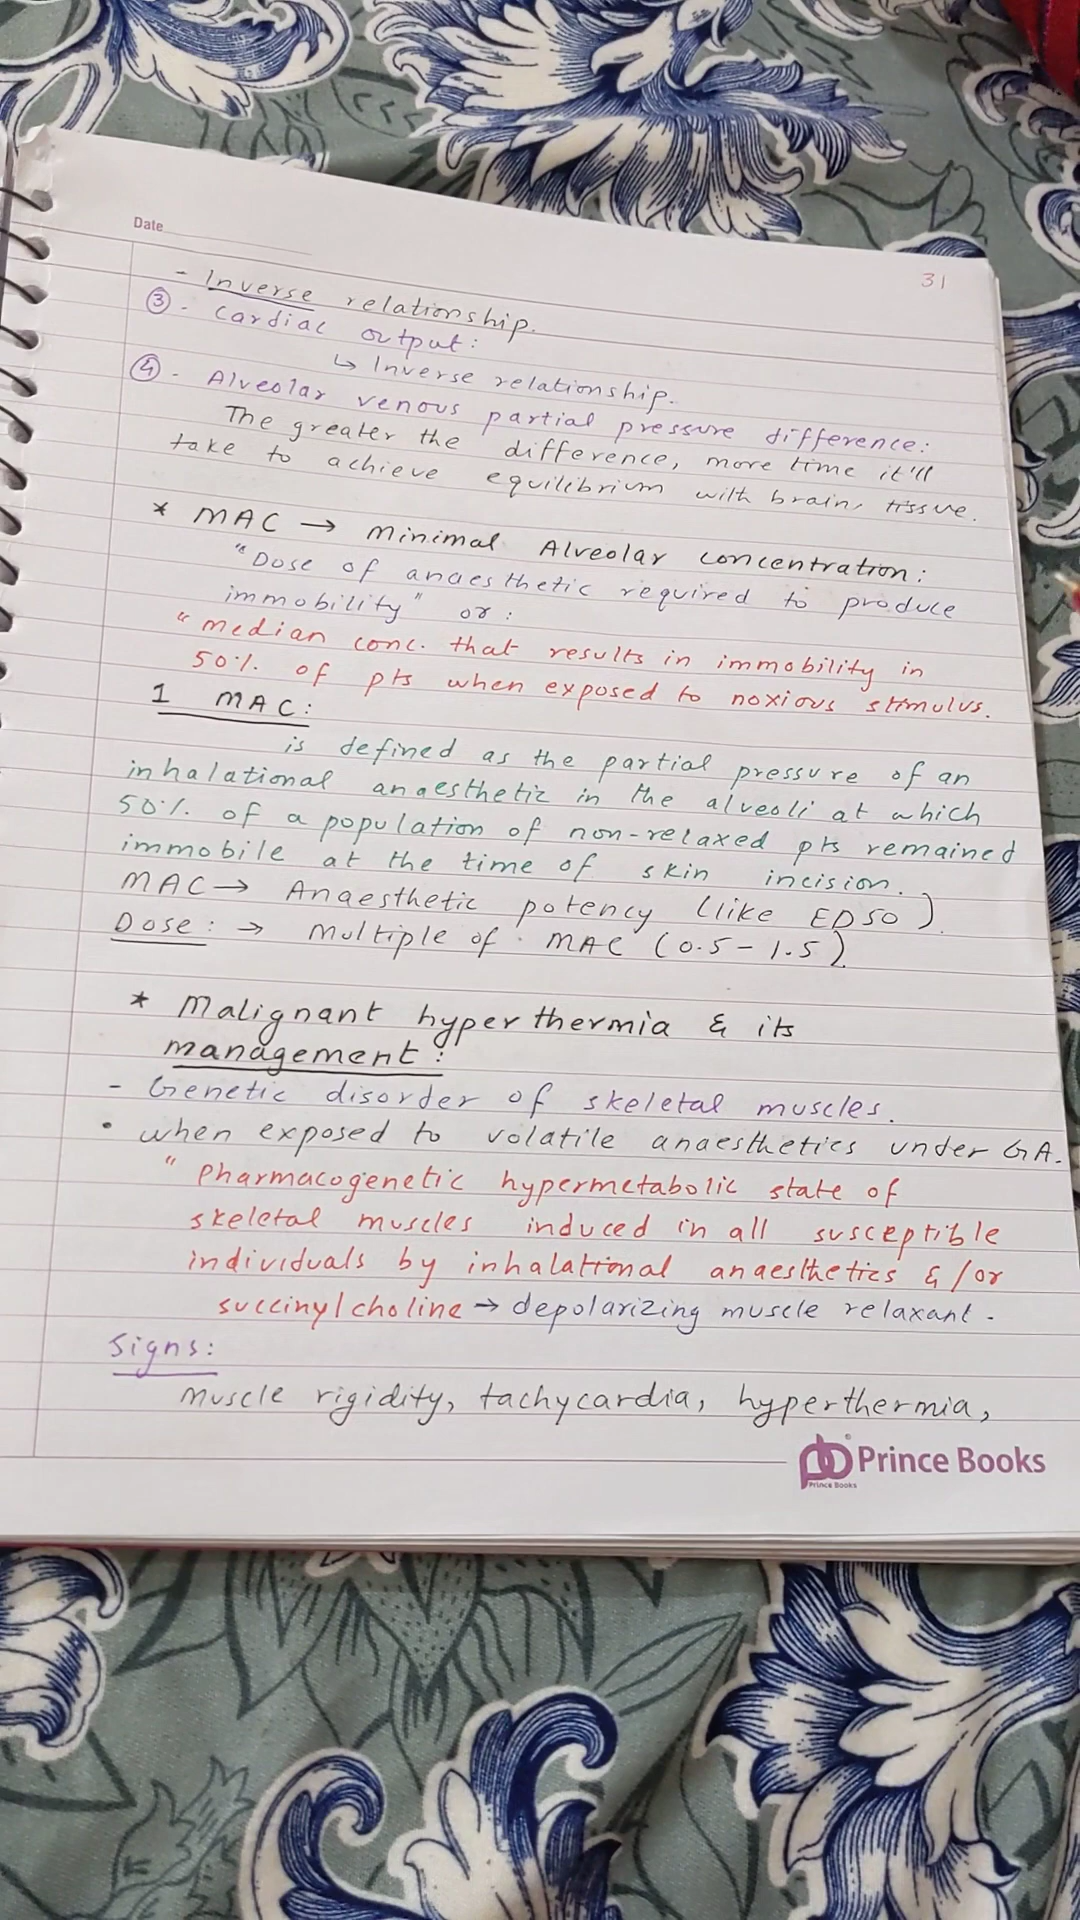 Date
31
- Inverse relationship.
③ - Cardiac output:
↳ Inverse relationship.
④ - Alveolar venous partial pressure difference:
The greater the difference, more time it'll
take to achieve equilibrium with brain, tissue.
* MAC → Minimal Alveolar concentration:
"Dose of anaesthetic required to produce
immobility" or:
"median conc. that results in immobility in
50% of pts when exposed to noxious stimulus.
1 MAC:
is defined as the partial pressure of an
inhalational anaesthetic in the alveoli at which
50% of a population of non-relaxed pts remained
immobile at the time of skin incision.
MAC → Anaesthetic potency (like ED50).
Dose: → Multiple of MAC (0.5-1.5)
* Malignant hyperthermia & its
management:
- Genetic disorder of skeletal muscles.
• when exposed to volatile anaesthetics under GA.
"Pharmacogenetic hypermetabolic state of
skeletal muscles induced in all susceptible
individuals by inhalational anaesthetics &/or
succinylcholine → depolarizing muscle relaxant.
Signs:
Muscle rigidity, tachycardia, hyperthermia,
Prince Books
Prince Books